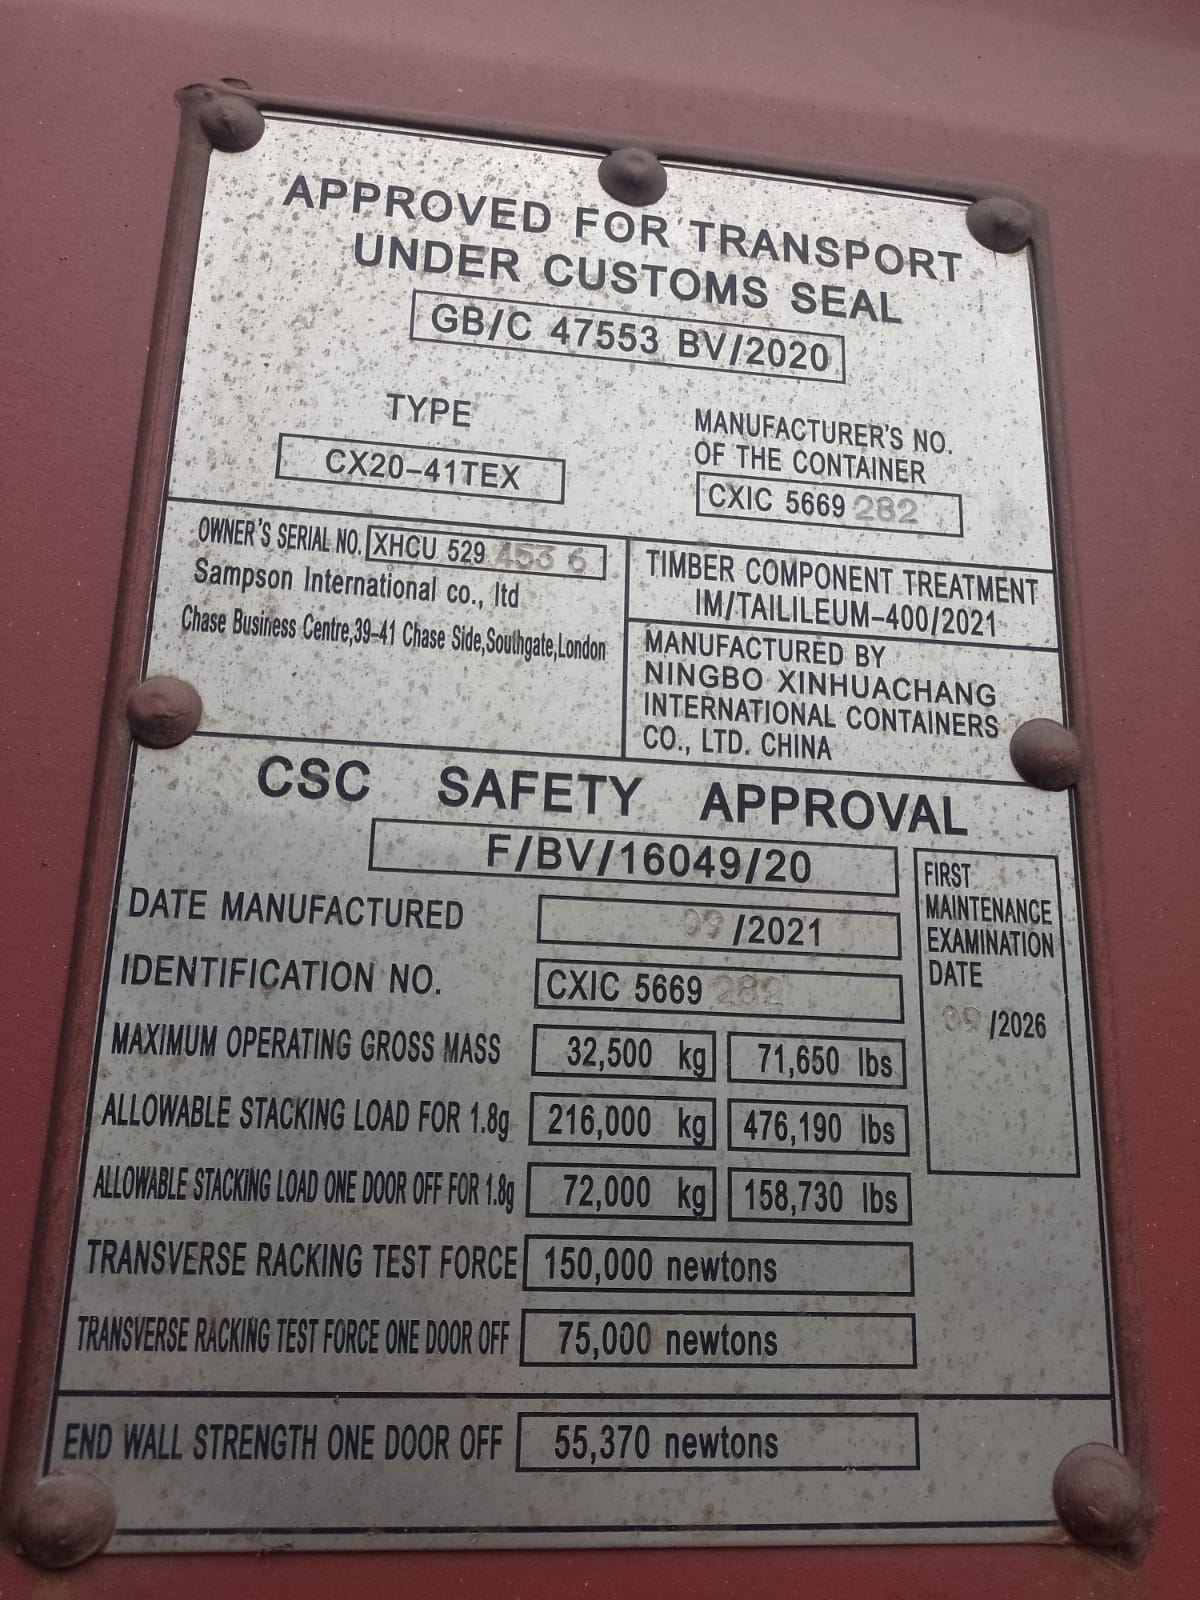 APPROVED FOR TRANSPORT
UNDER CUSTOMS SEAL
GB/C 47553 BV/2020
TYPE
CX20-41TEX
MANUFACTURER'S NO.
OF THE CONTAINER
CXIC 5669 282
OWNER'S SERIAL NO. XHCU 529 453 6
Sampson International co., ltd
Chase Business Centre,39-41 Chase Side,Southgate,London
TIMBER COMPONENT TREATMENT
IM/TAILILEUM-400/2021
MANUFACTURED BY
NINGBO XINHUACHANG
INTERNATIONAL CONTAINERS
CO., LTD. CHINA
CSC SAFETY APPROVAL
F/BV/16049/20
DATE MANUFACTURED 09/2021
IDENTIFICATION NO. CXIC 5669 282
MAXIMUM OPERATING GROSS MASS 32,500 kg 71,650 lbs
ALLOWABLE STACKING LOAD FOR 1.8g 216,000 kg 476,190 lbs
ALLOWABLE STACKING LOAD ONE DOOR OFF FOR 1.8g 72,000 kg 158,730 lbs
TRANSVERSE RACKING TEST FORCE 150,000 newtons
TRANSVERSE RACKING TEST FORCE ONE DOOR OFF 75,000 newtons
END WALL STRENGTH ONE DOOR OFF 55,370 newtons
FIRST
MAINTENANCE
EXAMINATION
DATE
09/2026